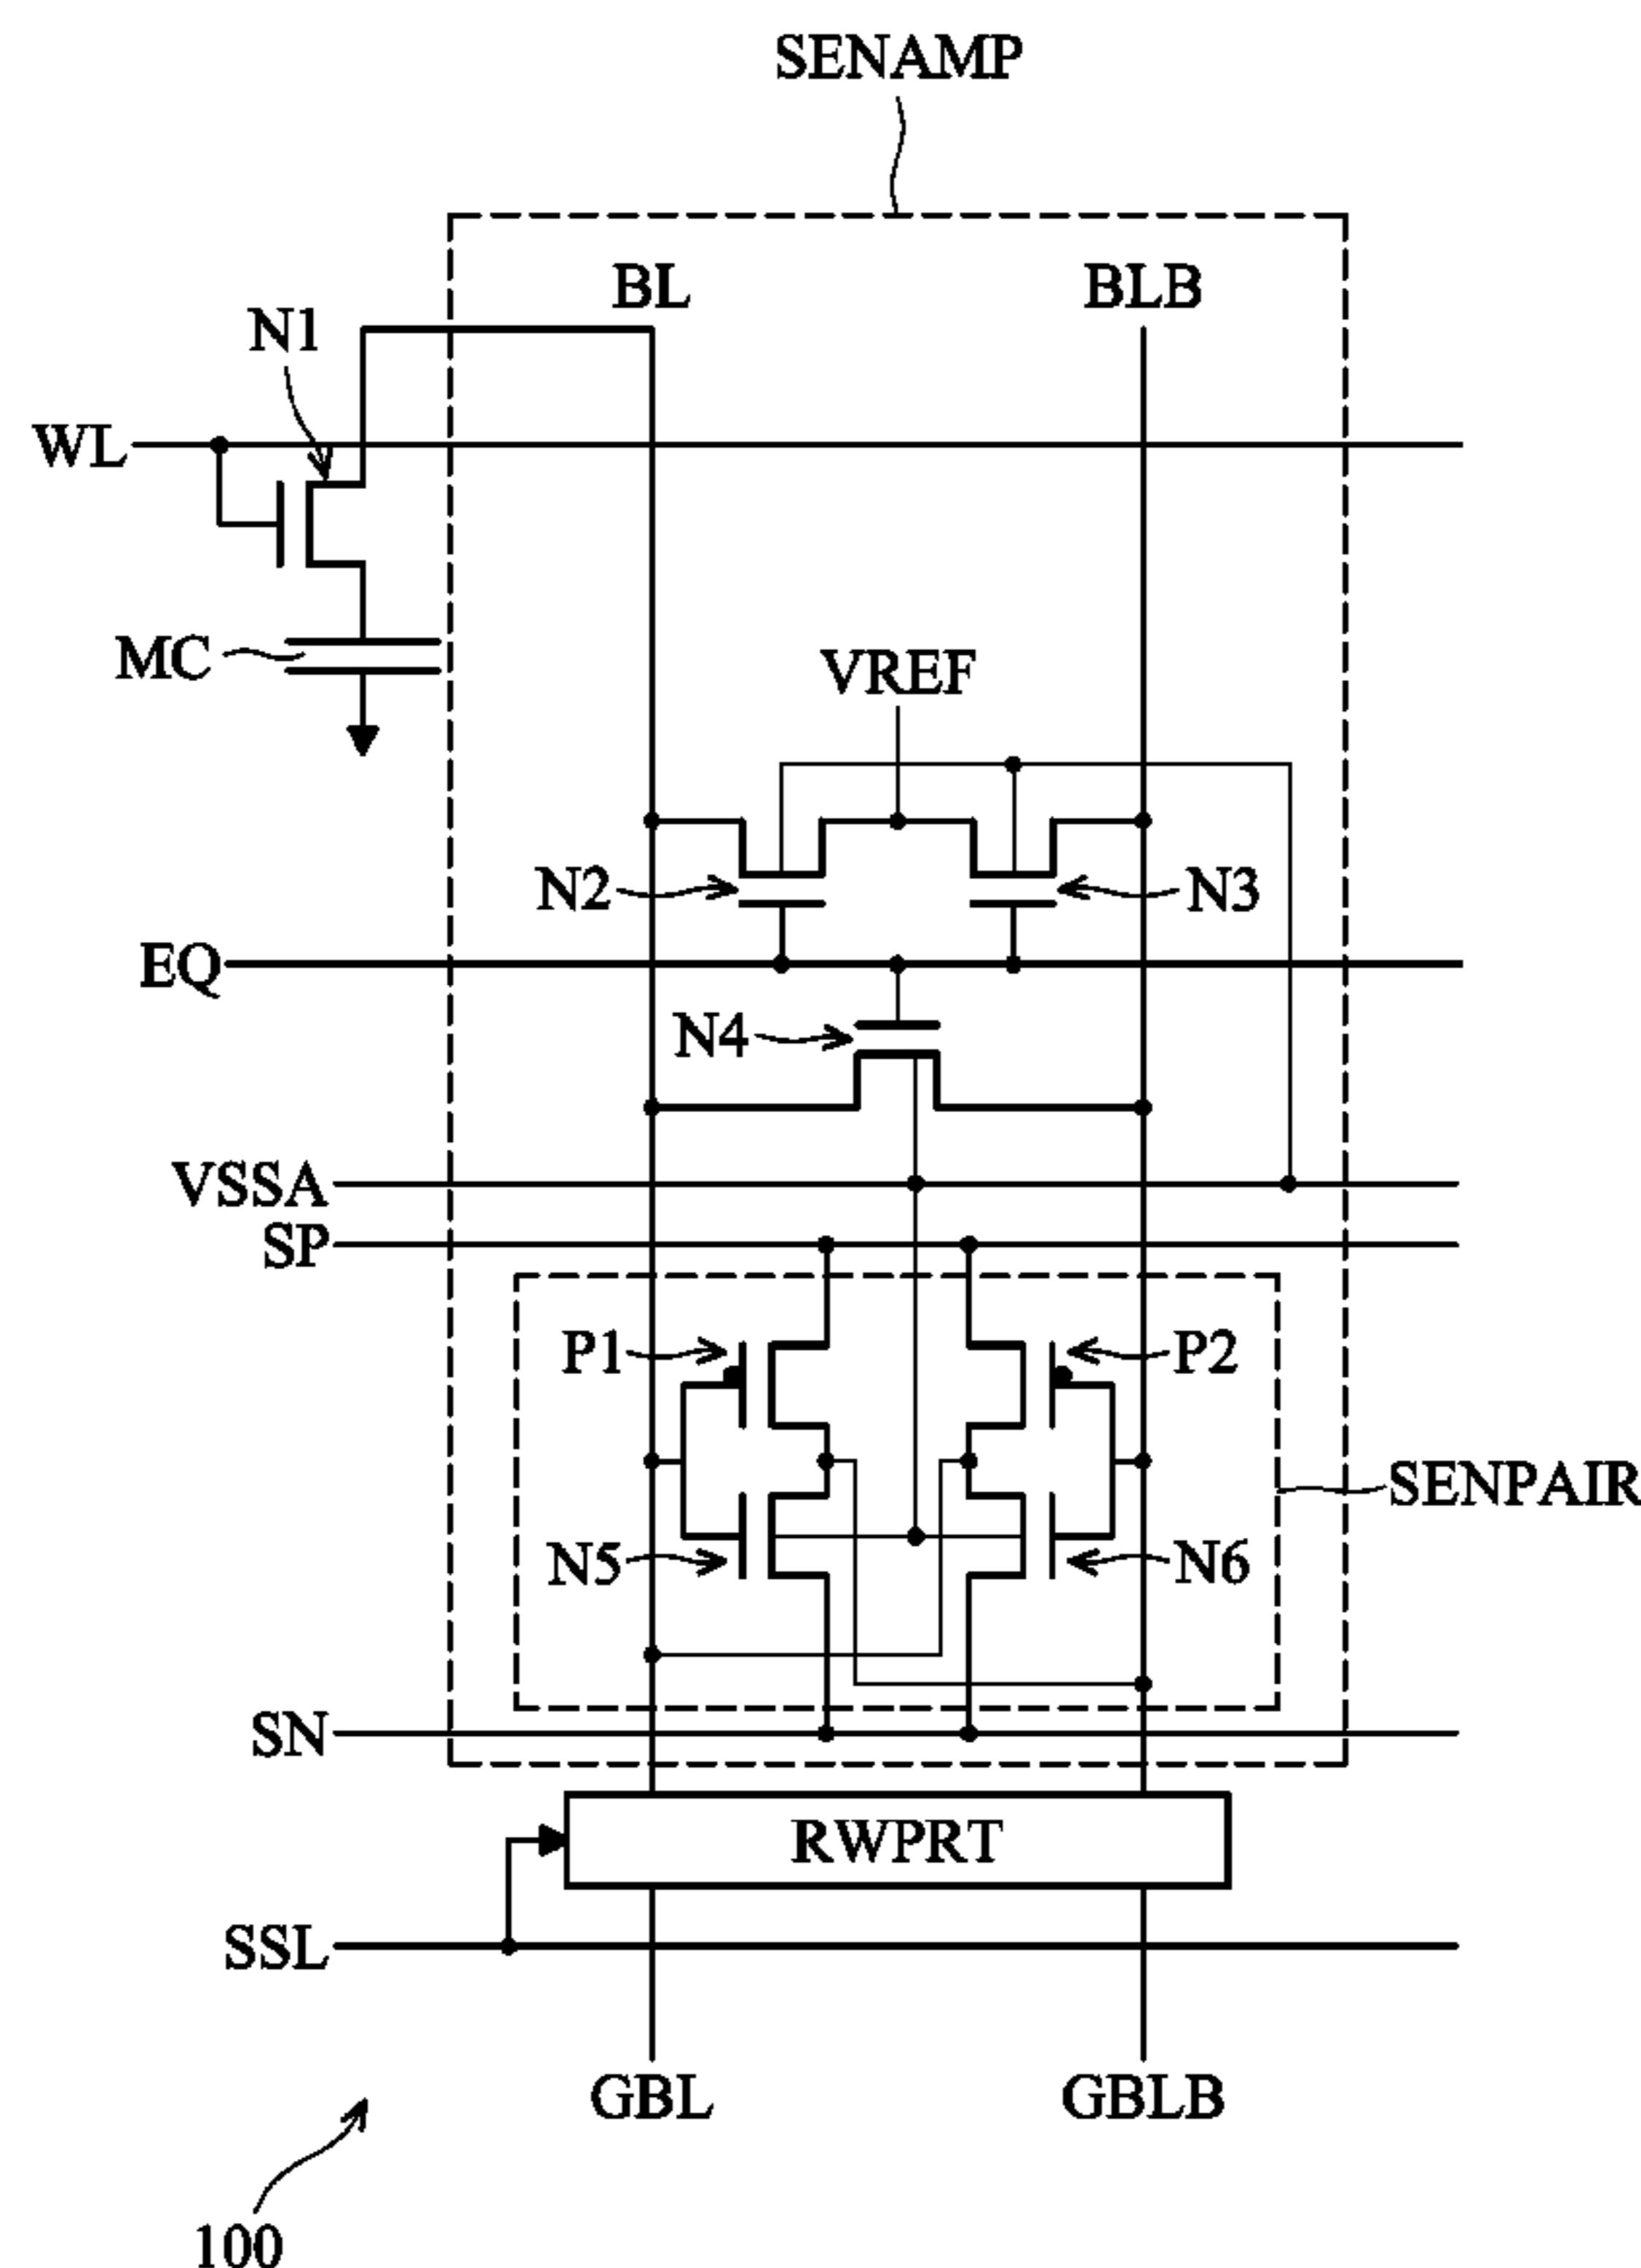 SENAMP
BL
BLB
N1
WL
MC
VREF
N2
N3
EQ
N4
VSSA
SP
P1
P2
SENPAIR
N5
N6
SN
RWPRT
SSL
GBL
GBLB
100